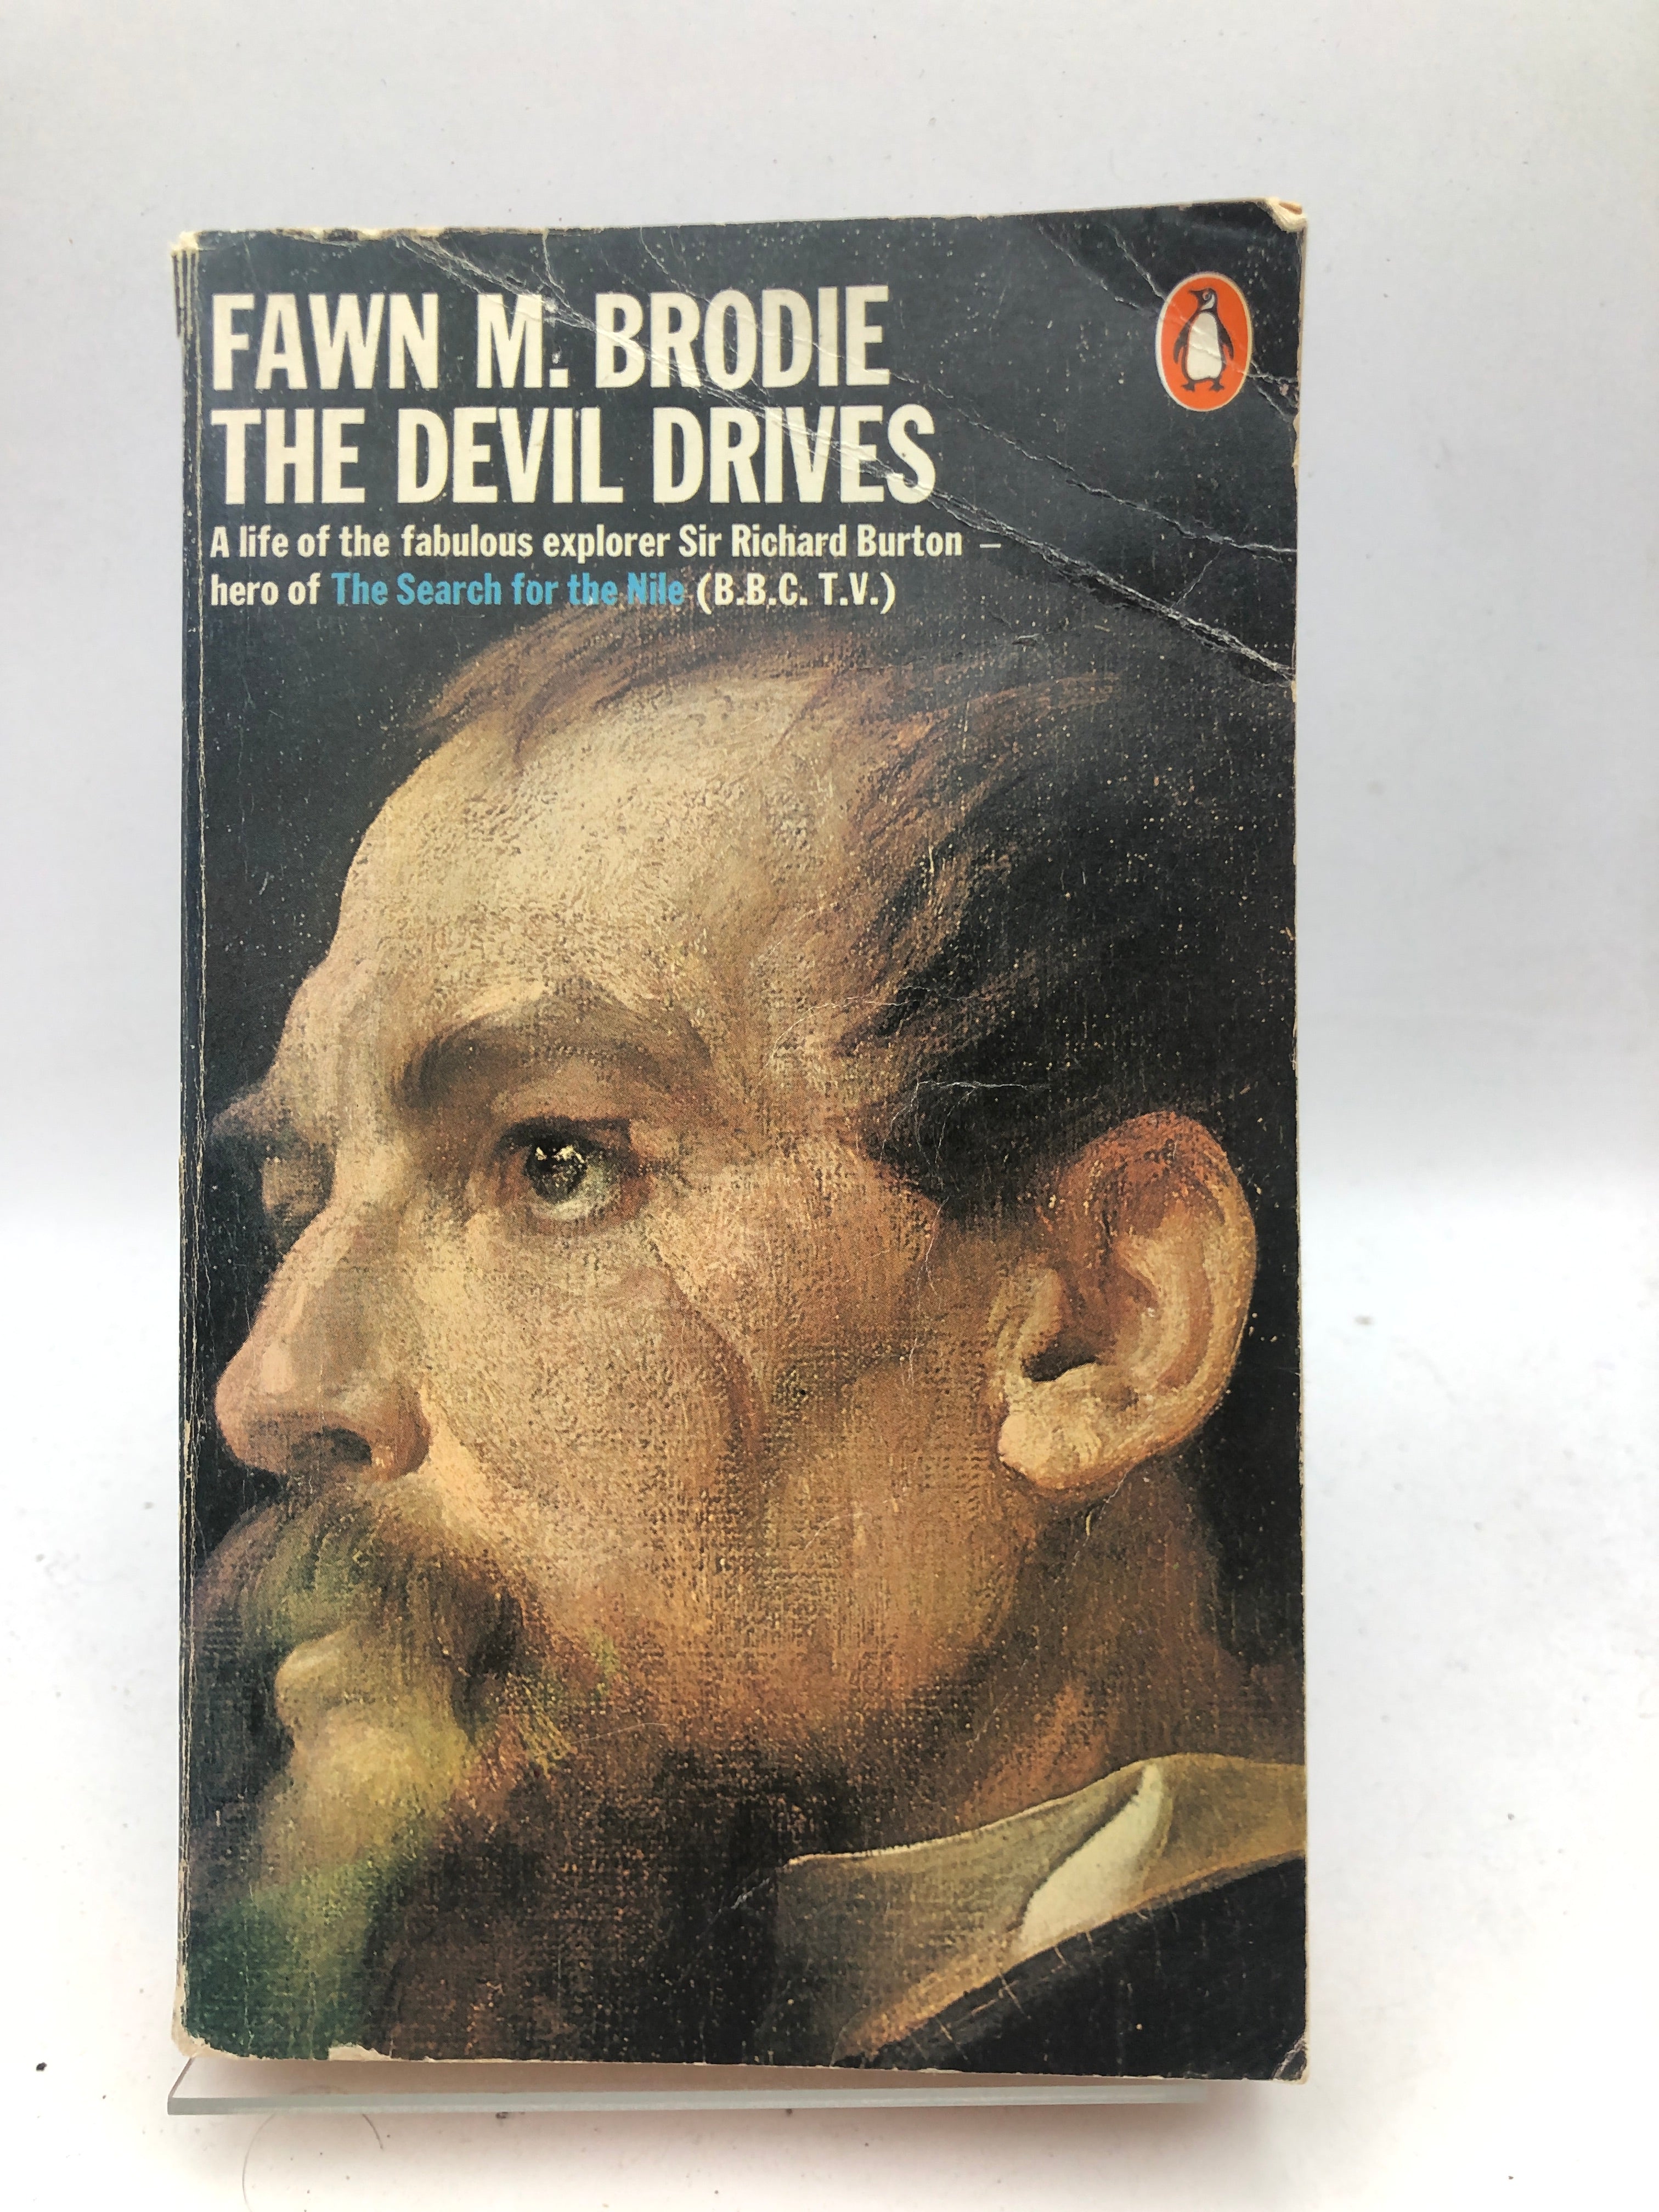 FAWN M. BRODIE
THE DEVIL DRIVES
A life of the fabulous explorer Sir Richard Burton –
hero of The Search for the Nile (B.B.C. T.V.)